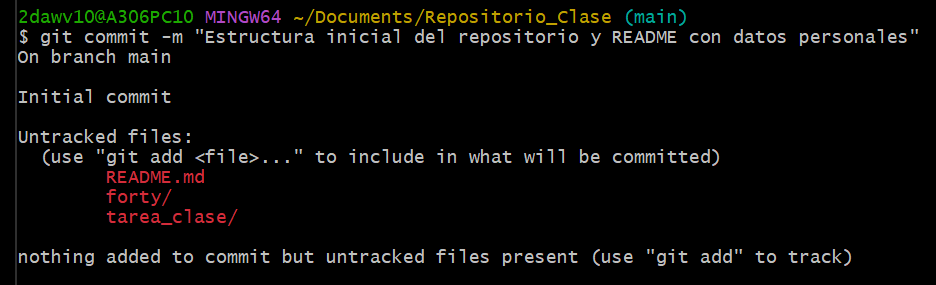 2dawv10@A306PC10 MINGW64 ~/Documents/Repositorio_Clase (main)
$ git commit -m "Estructura inicial del repositorio y README con datos personales"
On branch main
Initial commit
Untracked files:
(use "git add <file>..." to include in what will be committed)
README.md
forty/
tarea_clase/
nothing added to commit but untracked files present (use "git add" to track)